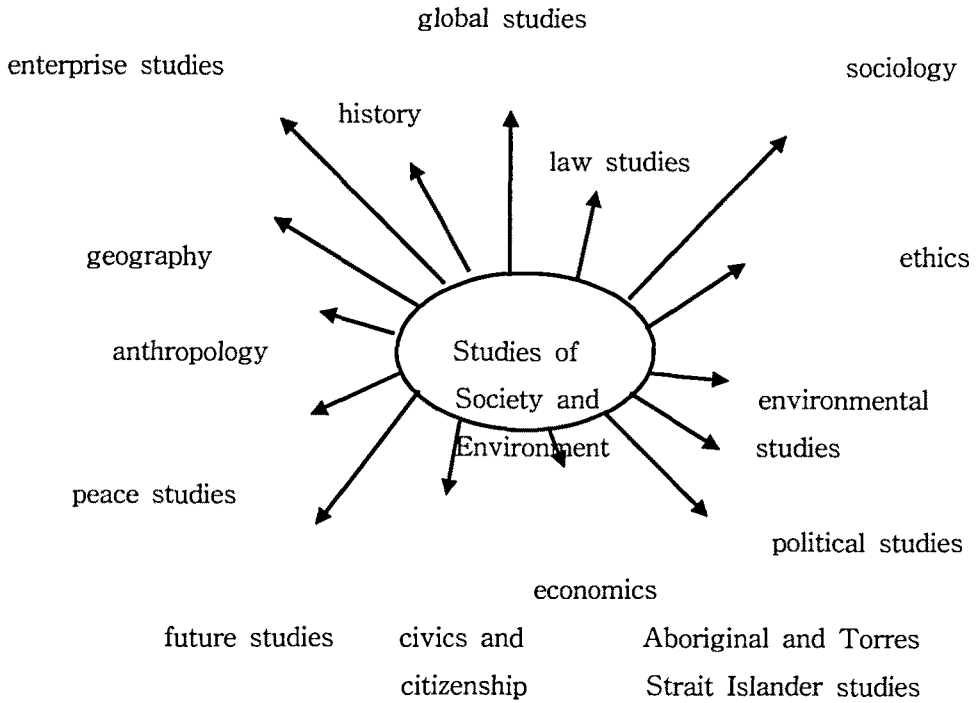 global studies
enterprise studies
sociology
history
law studies
geography
ethics
anthropology
Studies of
Society and
Environment
environmental
studies
peace studies
political studies
economics
future studies
civics and
citizenship
Aboriginal and Torres
Strait Islander studies